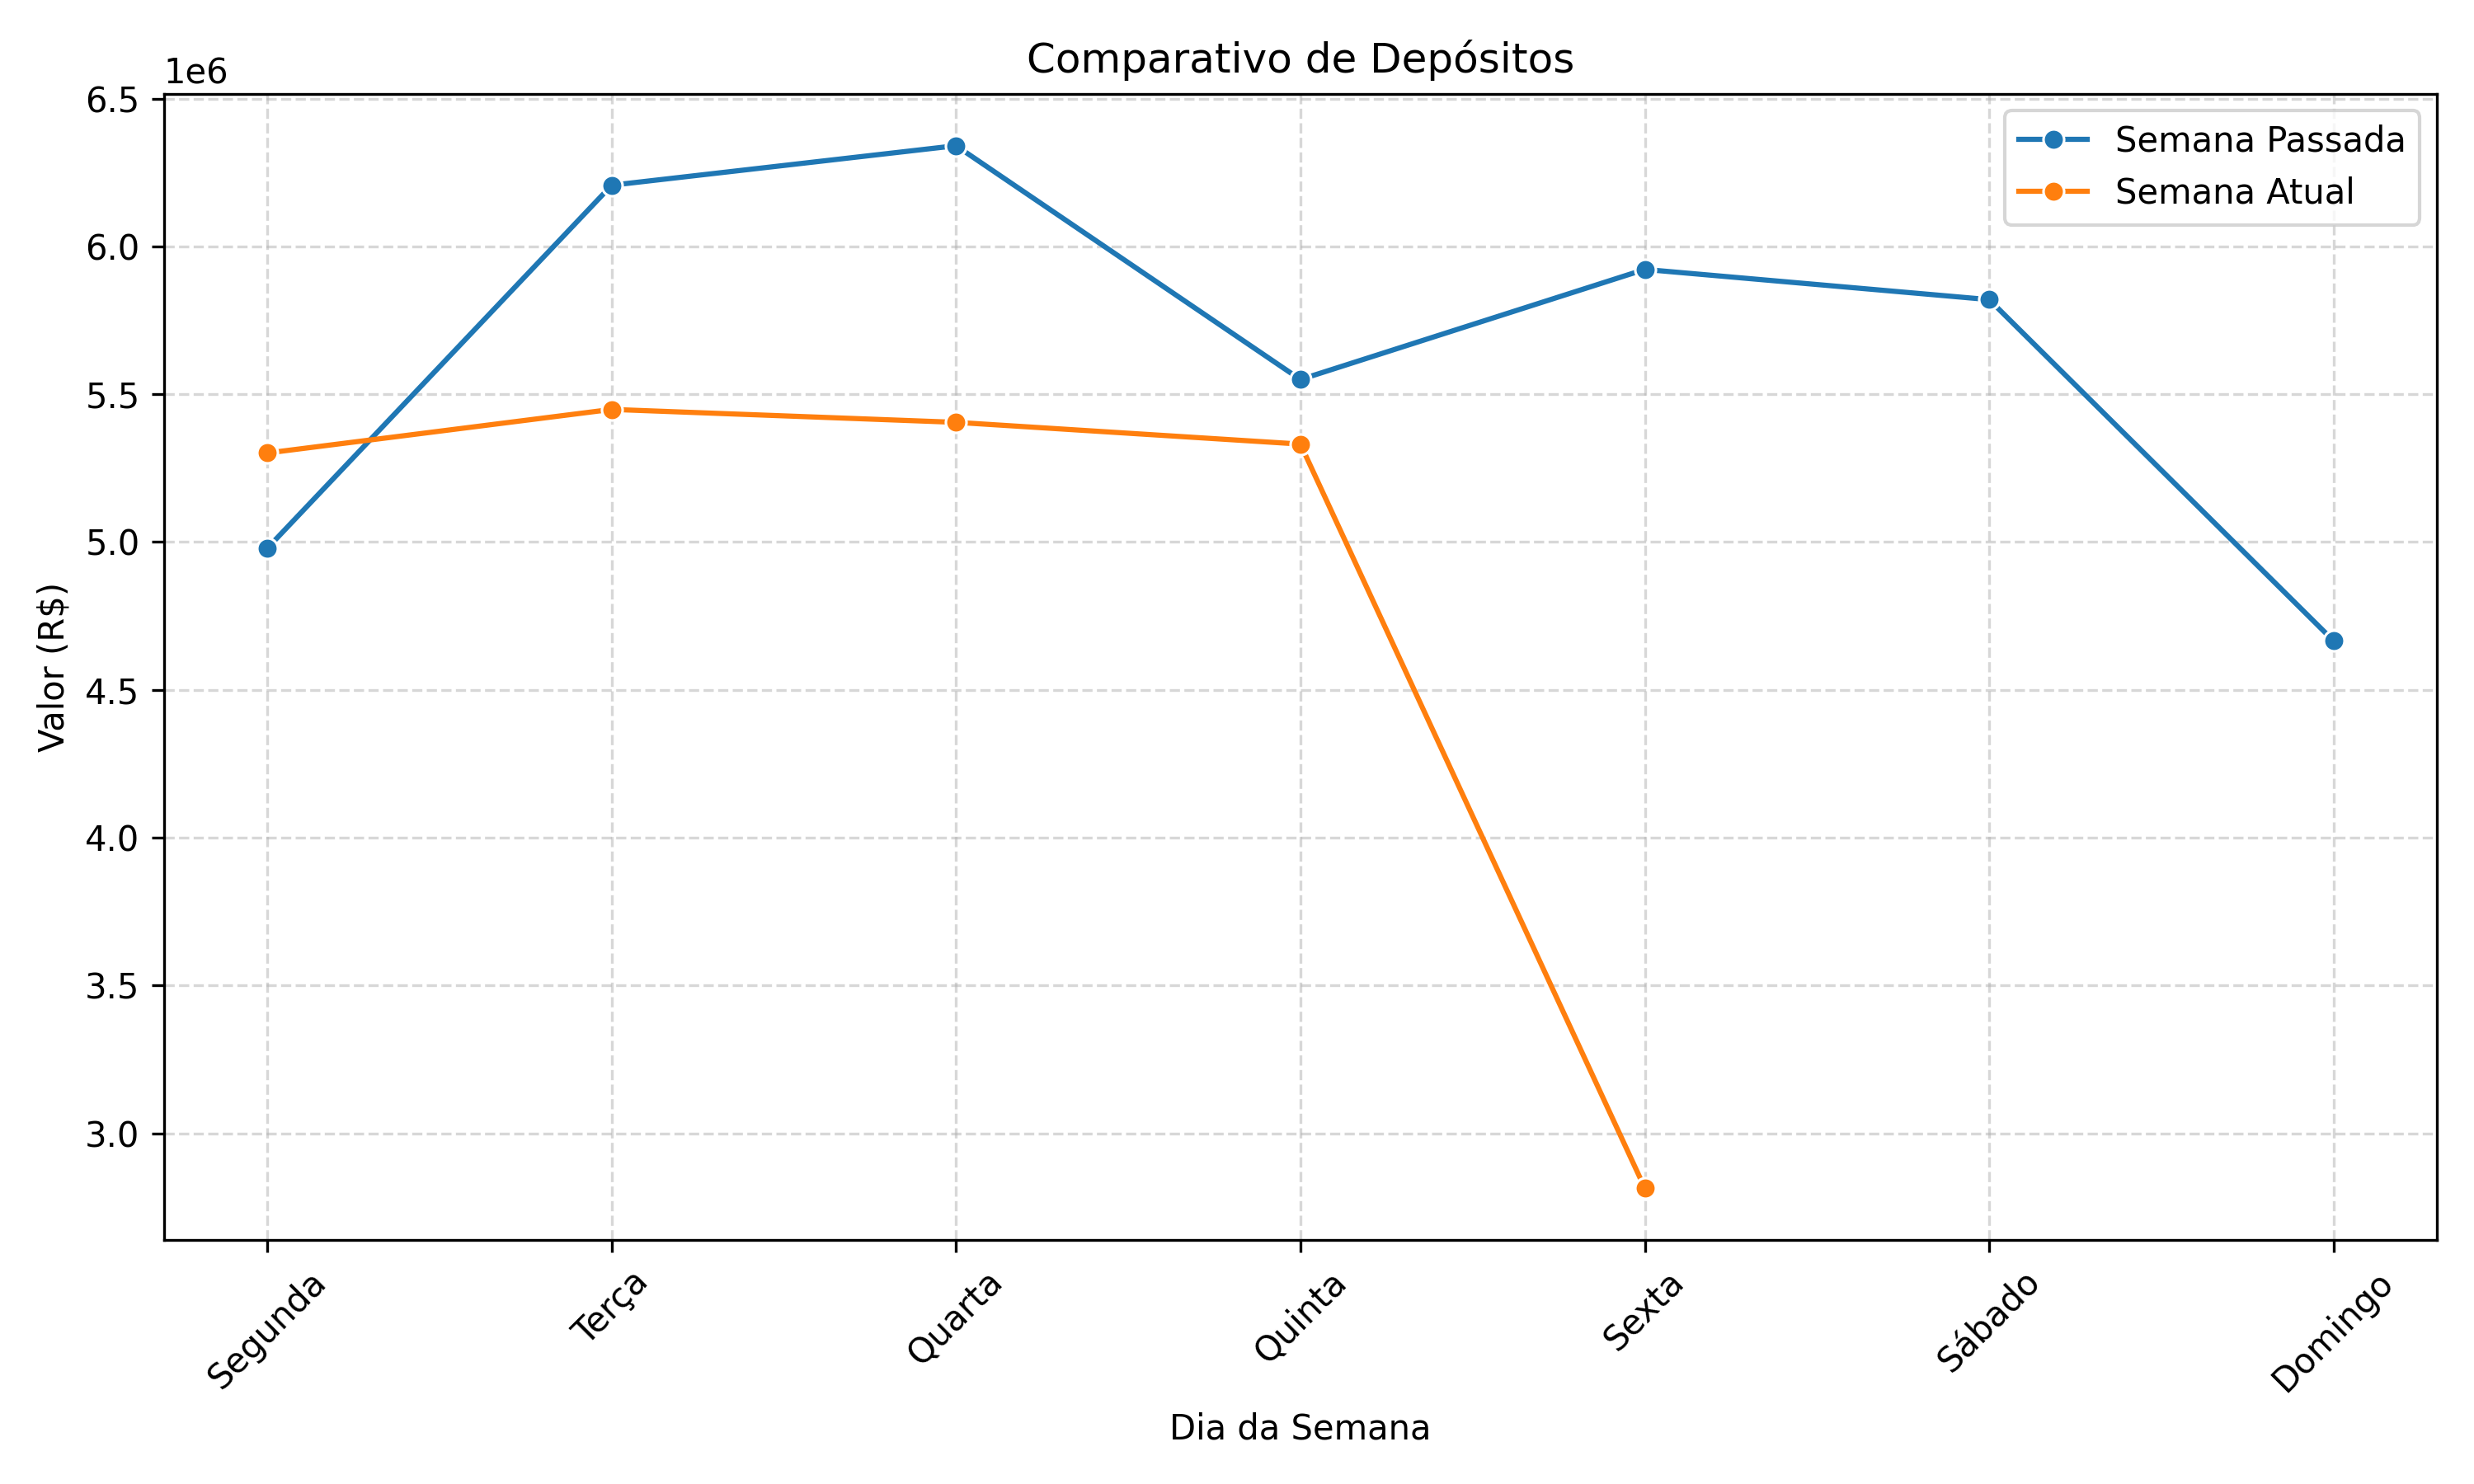 Comparativo de Depósitos
1e6
6.5
6.0
5.5
5.0
4.5
4.0
3.5
3.0
Valor (R$)
Semana Passada
Semana Atual
Segunda
Terça
Quarta
Quinta
Sexta
Sábado
Domingo
Dia da Semana